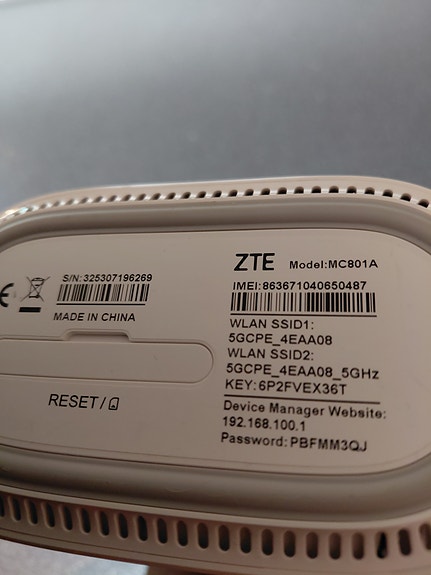 S/N: 325307196269
MADE IN CHINA
RESET /
ZTE Model:MC801A
IMEI:863671040650487
WLAN SSID1:
5GCPE_4EAA08
WLAN SSID2:
5GCPE_4EAA08_5GHz
KEY: 6P2FVEX36T
Device Manager Website:
192.168.100.1
Password: PBFMM3QJ